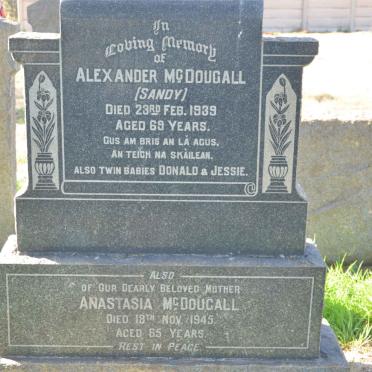 In
Loving Memory
OF
ALEXANDER McDOUGALL
(SANDY)
DIED 23RD FEB. 1939
AGED 69 YEARS.
GUS AM BRIS AN LÀ AGUS,
AN TEICH NA SKÀILEAN.
ALSO TWIN BABIES DONALD & JESSIE.
ALSO
OF OUR DEARLY BELOVED MOTHER
ANASTASIA McDOUGALL
DIED 18TH NOV. 1945
AGED 65 YEARS.
REST IN PEACE